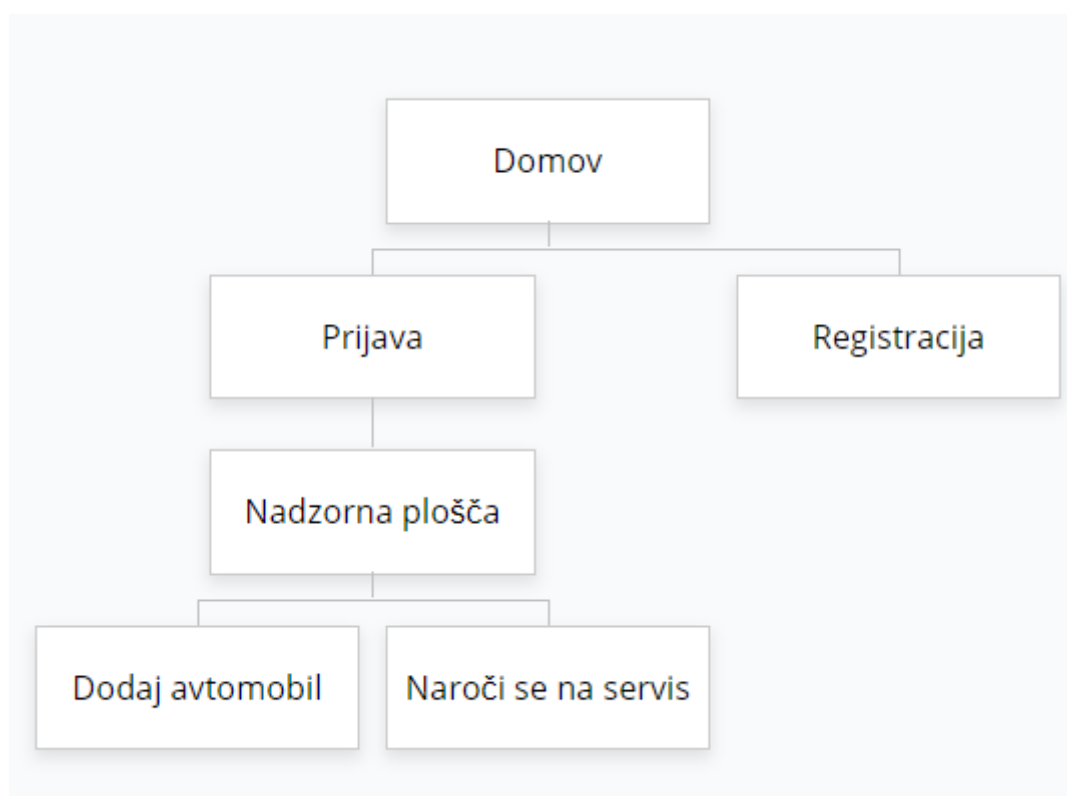 Domov
Prijava
Registracija
Nadzorna plošča
Dodaj avtomobil
Naroči se na servis